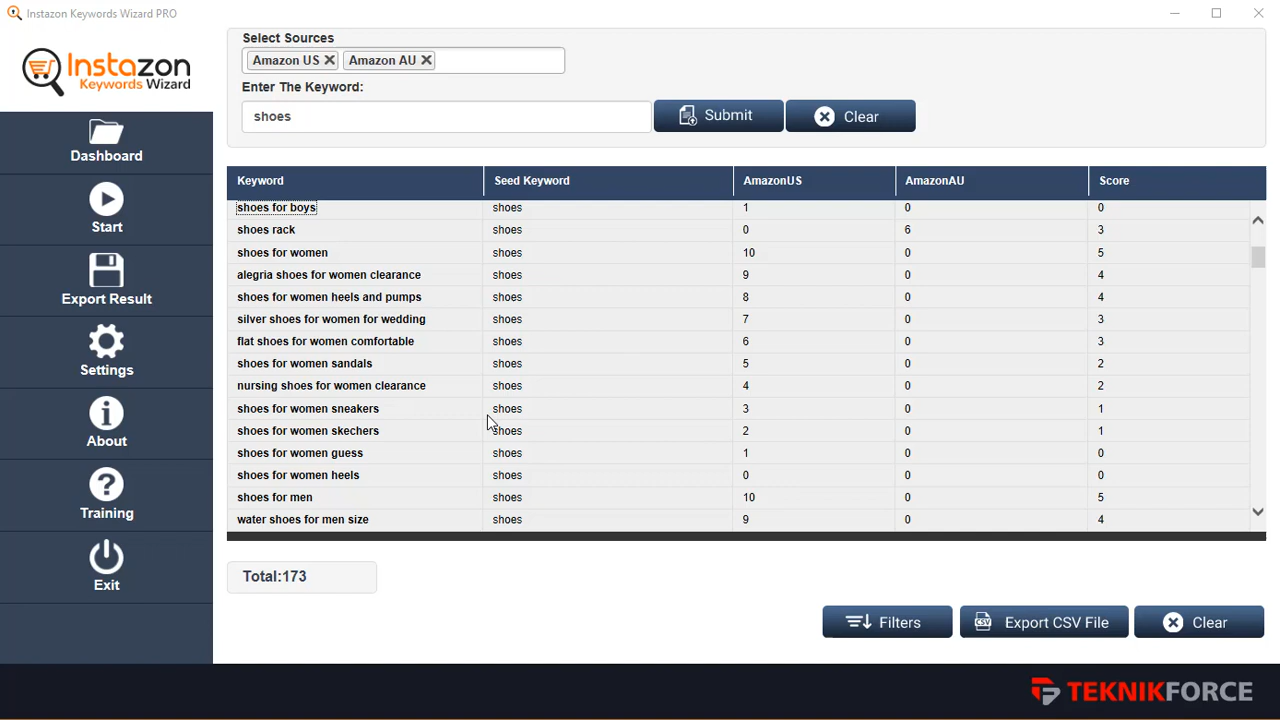 Instazon Keywords Wizard PRO
Instazon
Keywords Wizard
Dashboard
Start
Export Result
Settings
About
Training
Exit
Select Sources
Amazon US Amazon AU
Enter The Keyword:
shoes Submit Clear
Keyword Seed Keyword AmazonUS AmazonAU Score
shoes for boys shoes 1 0 0
shoes rack shoes 0 6 3
shoes for women shoes 10 0 5
alegria shoes for women clearance shoes 9 0 4
shoes for women heels and pumps shoes 8 0 4
silver shoes for women for wedding shoes 7 0 3
flat shoes for women comfortable shoes 6 0 3
shoes for women sandals shoes 5 0 2
nursing shoes for women clearance shoes 4 0 2
shoes for women sneakers shoes 3 0 1
shoes for women skechers shoes 2 0 1
shoes for women guess shoes 1 0 0
shoes for women heels shoes 0 0 0
shoes for men shoes 10 0 5
water shoes for men size shoes 9 0 4
Total:173
Filters CSV Export CSV File Clear
TEKNIKFORCE